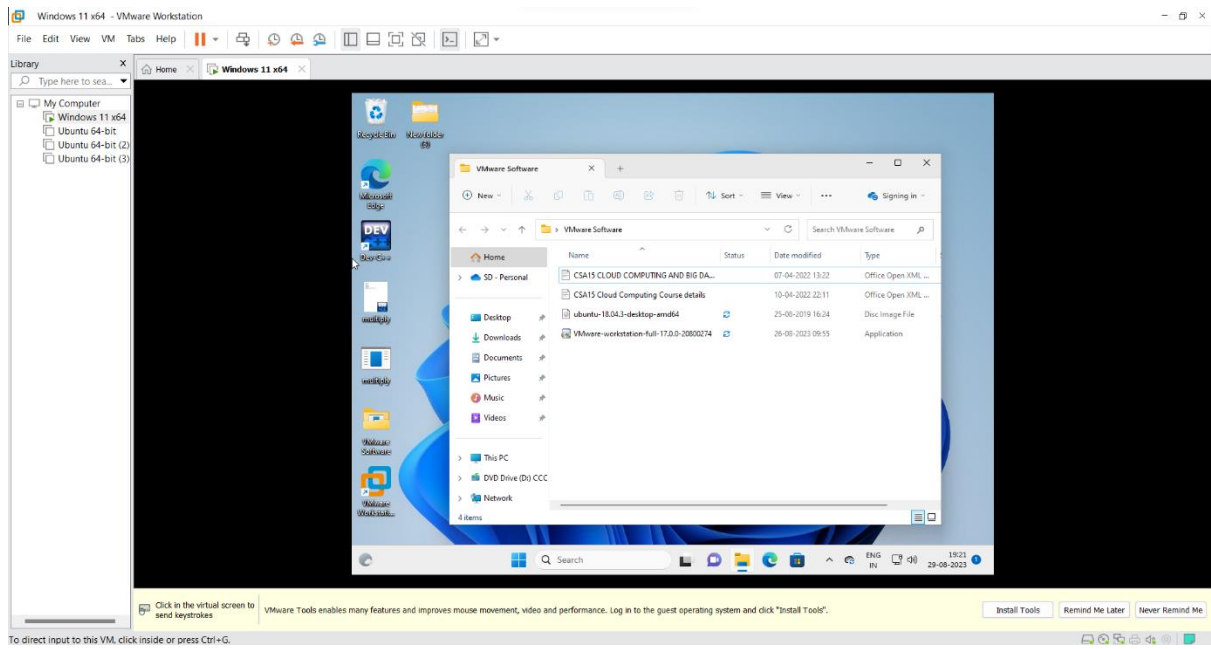 Windows 11 x64 - VMware Workstation
File Edit View VM Tabs Help
Library X
Home
Windows 11 x64
Type here to sea...
My Computer
Windows 11 x64
Ubuntu 64-bit
Ubuntu 64-bit (2)
Ubuntu 64-bit (3)
Recycle Bin
New folder
Microsoft
Edge
DEV
C++
Dev-C++
multiply
multiply
VMware
Software
VMware
Workstati...
VMware Software
New
Sort
View
Signing in
VMware Software
Search VMware Software
Name Status Date modified Type
CSA15 CLOUD COMPUTING AND BIG DA... 07-04-2022 13:22 Office Open XML ...
CSA15 Cloud Computing Course details 10-04-2022 22:11 Office Open XML ...
ubuntu-18.04.3-desktop-amd64 25-08-2019 16:24 Disc Image File
VMware-workstation-full-17.0.0-20800274 26-08-2023 09:55 Application
Home
SD - Personal
Desktop
Downloads
Documents
Pictures
Music
Videos
This PC
DVD Drive (D:) CCC
Network
4 items
Search
ENG
IN
19:21
29-08-2023
Click in the virtual screen to
send keystrokes
VMware Tools enables many features and improves mouse movement, video and performance. Log in to the guest operating system and click "Install Tools".
Install Tools
Remind Me Later
Never Remind Me
To direct input to this VM, click inside or press Ctrl+G.